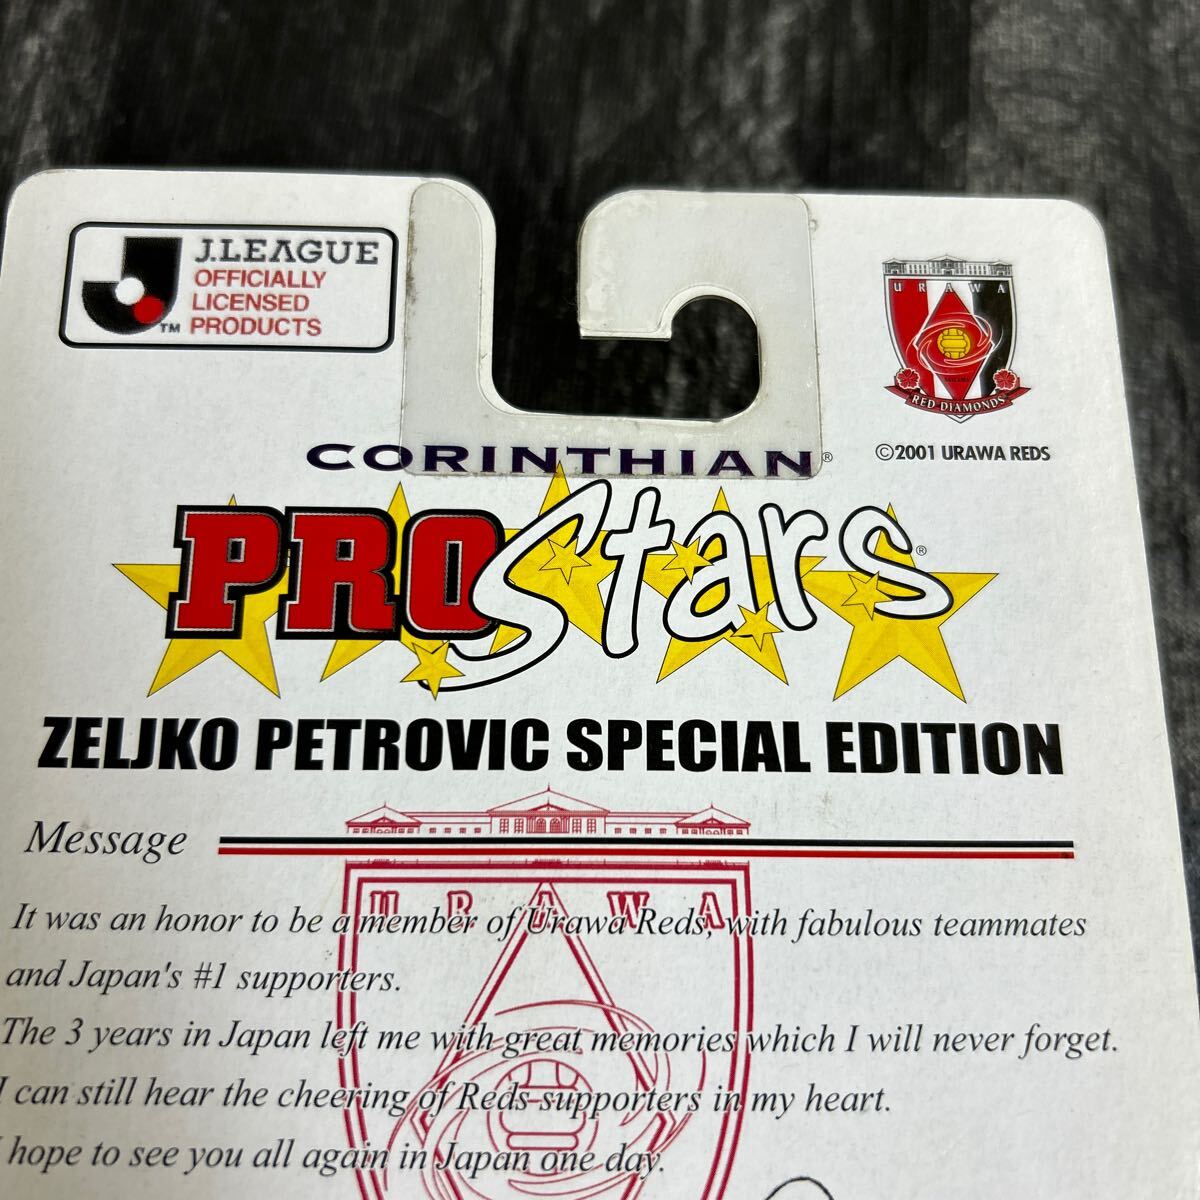 J.LEAGUE
OFFICIALLY
LICENSED
PRODUCTS
TM
URAWA
RED DIAMONDS
©2001 URAWA REDS
CORINTHIAN®
PROStars®
ZELJKO PETROVIC SPECIAL EDITION
Message
URAWA
It was an honor to be a member of Urawa Reds, with fabulous teammates
and Japan's #1 supporters.
The 3 years in Japan left me with great memories which I will never forget.
I can still hear the cheering of Reds supporters in my heart.
I hope to see you all again in Japan one day.